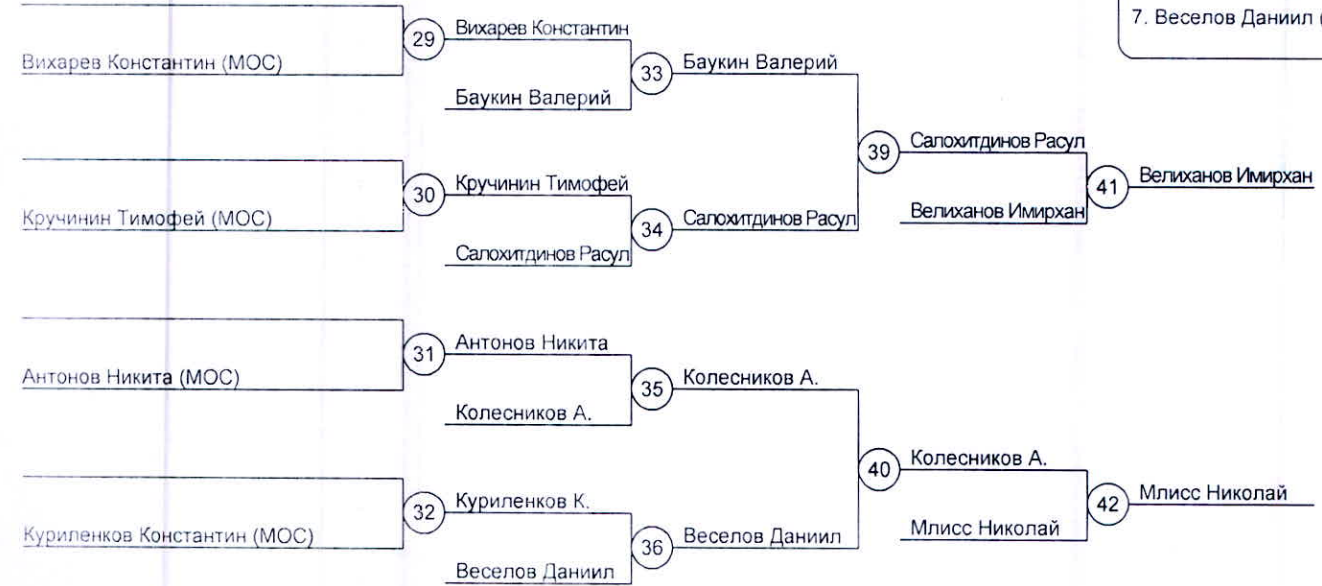 7. Веселов Даниил (
29 Вихарев Константин
Вихарев Константин (МОС)
33 Баукин Валерий
Баукин Валерий
39 Салохитдинов Расул
41 Велиханов Имирхан
30 Кручинин Тимофей
Кручинин Тимофей (МОС)
34 Салохитдинов Расул
Велиханов Имирхан
Салохитдинов Расул
31 Антонов Никита
Антонов Никита (МОС)
35 Колесников А.
Колесников А.
40 Колесников А.
42 Млисс Николай
32 Куриленков К.
Куриленков Константин (МОС)
36 Веселов Даниил
Млисс Николай
Веселов Даниил